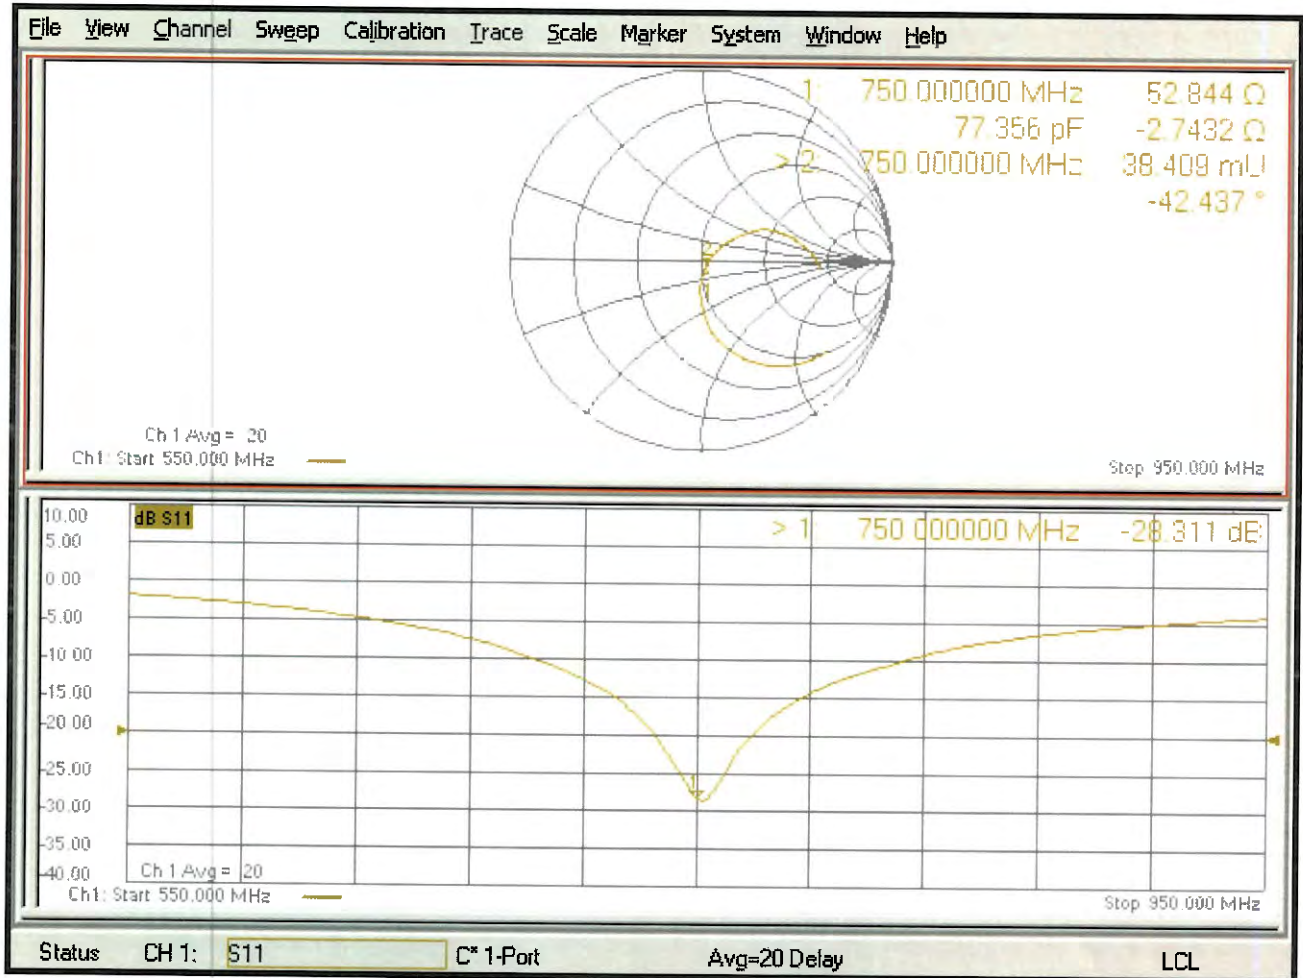 File View Channel Sweep Calibration Trace Scale Marker System Window Help
1: 750.000000 MHz 52.844 Ω
77.356 pF -2.7432 Ω
> 2: 750.000000 MHz 38.409 mU
-42.437 °
Ch 1 Avg = 20
Ch1: Start 550.000 MHz
Stop 950.000 MHz
10.00
dB S11
> 1: 750.000000 MHz -28.311 dB
5.00
0.00
-5.00
-10.00
-15.00
-20.00
-25.00
1
-30.00
-35.00
-40.00
Ch 1 Avg = 20
Ch1: Start 550.000 MHz
Stop 950.000 MHz
Status CH 1: S11 C* 1-Port Avg=20 Delay LCL